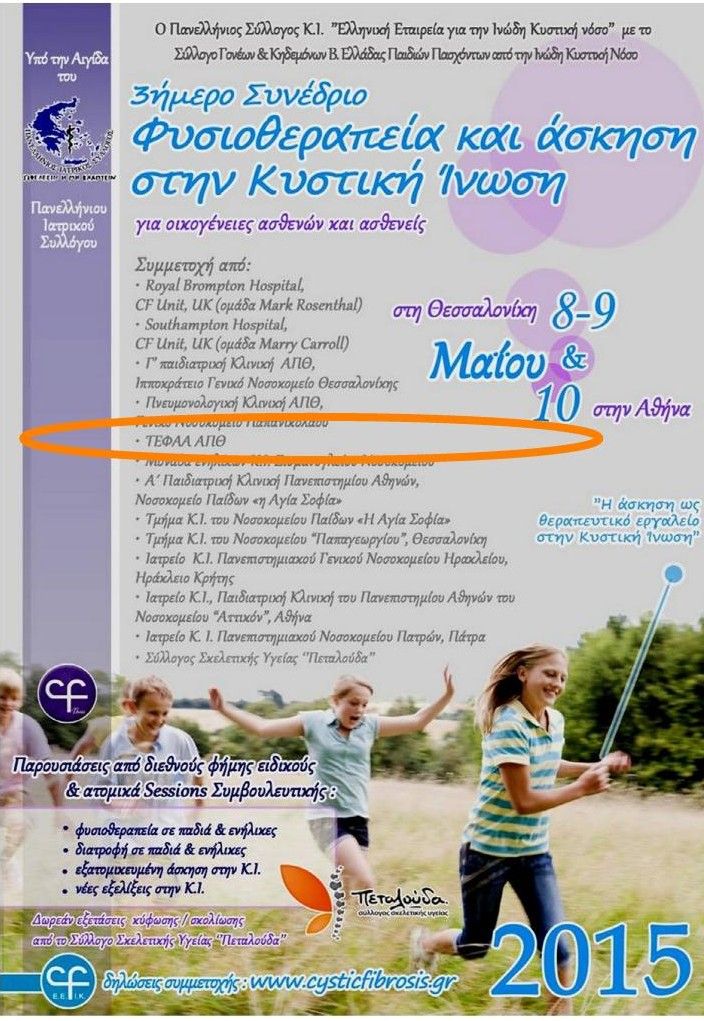 Ο Πανελλήνιος Σύλλογος Κ.Ι. "Ελληνική Εταιρεία για την Ινώδη Κυστική νόσο" με το
Σύλλογο Γονέων & Κηδεμόνων Β. Ελλάδας Παιδιών Πασχόντων από την Ινώδη Κυστική Νόσο
Υπό την Αιγίδα
του
Πανελλήνιου
Ιατρικού
Συλλόγου
3ήμερο Συνέδριο
Φυσιοθεραπεία και άσκηση
στην Κυστική Ίνωση
για οικογένειες ασθενών και ασθενείς
Συμμετοχή από:
· Royal Brompton Hospital,
CF Unit, UK (ομάδα Mark Rosenthal)
· Southampton Hospital,
CF Unit, UK (ομάδα Marry Carroll)
· Γ' παιδιατρική Κλινική ΑΠΘ,
Ιπποκράτειο Γενικό Νοσοκομείο Θεσσαλονίκης
· Πνευμονολογική Κλινική ΑΠΘ,
Γενικό Νοσοκομείο Παπανικολάου
· ΤΕΦΑΑ ΑΠΘ
· Μονάδα ενηλίκων Κ.Ι. Σισμανογλείου Νοσοκομείου
· Α' Παιδιατρική Κλινική Πανεπιστημίου Αθηνών,
Νοσοκομείο Παίδων «η Αγία Σοφία»
· Τμήμα Κ.Ι. του Νοσοκομείου Παίδων «Η Αγία Σοφία»
· Τμήμα Κ.Ι. του Νοσοκομείου "Παπαγεωργίου", Θεσσαλονίκη
· Ιατρείο Κ.Ι. Πανεπιστημιακού Γενικού Νοσοκομείου Ηρακλείου,
Ηράκλειο Κρήτης
· Ιατρείο Κ.Ι., Παιδιατρική Κλινική του Πανεπιστημίου Αθηνών του
Νοσοκομείου "Αττικόν", Αθήνα
· Ιατρείο Κ. Ι. Πανεπιστημιακού Νοσοκομείου Πατρών, Πάτρα
· Σύλλογος Σκελετικής Υγείας "Πεταλούδα"
στη Θεσσαλονίκη 8-9
Μαΐου &
10 στην Αθήνα
"Η άσκηση ως
θεραπευτικό εργαλείο
στην Κυστική Ίνωση"
CF
Παρουσιάσεις από διεθνούς φήμης ειδικούς
& ατομικά Sessions Συμβουλευτικής :
• φυσιοθεραπεία σε παδιά & ενήλικες
• διατροφή σε παδιά & ενήλικες
• εξατομικευμένη άσκηση στην Κ.Ι.
• νέες εξελίξεις στην Κ.Ι.
Πεταλούδα
σύλλογος σκελετικής υγείας
Δωρεάν εξετάσεις κύφωσης / σκολίωσης
από το Σύλλογο Σκελετικής Υγείας "Πεταλούδα"
CF
Ε.Ε. Ι.Κ.
δηλώσεις συμμετοχής : www.cysticfibrosis.gr
2015